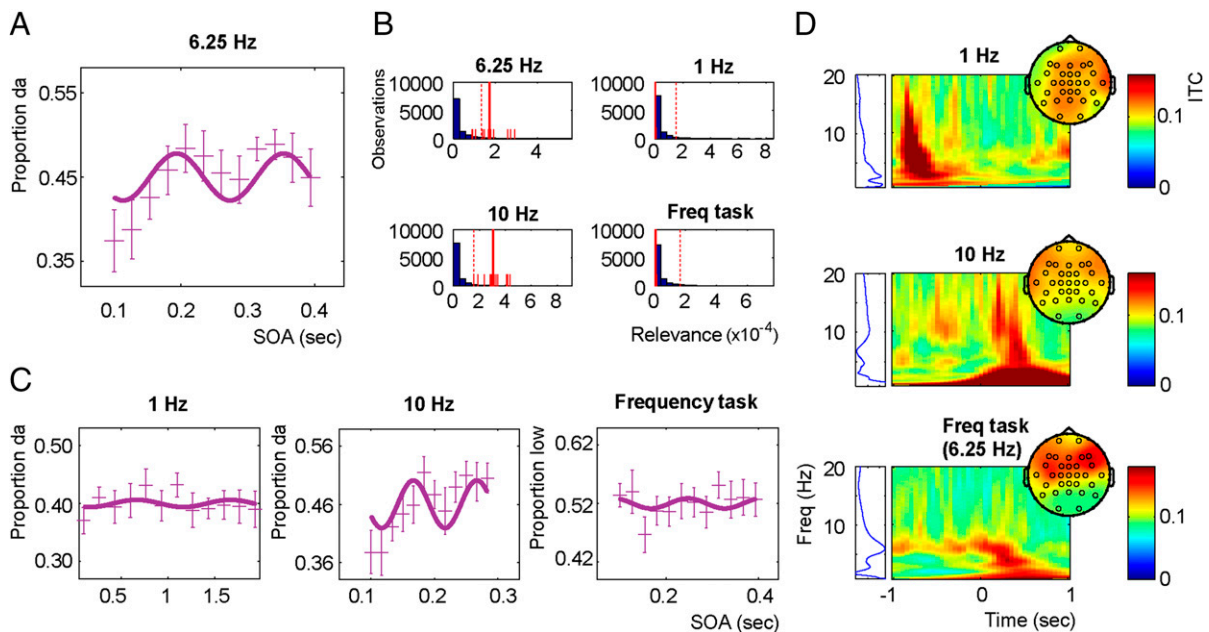 A
6.25 Hz
Proportion da
0.55
0.45
0.35
0.1 0.2 0.3 0.4
SOA (sec)
B
6.25 Hz
1 Hz
Observations
10000
5000
0
0 2 4
10000
5000
0
0 2 4 6 8
10 Hz
Freq task
10000
5000
0
0 2 4 6 8
10000
5000
0
0 2 4 6
Relevance (x10-4)
C
1 Hz
Proportion da
0.50
0.40
0.30
0.5 1 1.5
10 Hz
Proportion da
0.56
0.46
0.36
0.1 0.2 0.3
Frequency task
Proportion low
0.62
0.52
0.42
0.2 0.4
SOA (sec)
D
1 Hz
20
10
ITC
0.1
0
10 Hz
20
10
0.1
0
Freq task
(6.25 Hz)
Freq (Hz)
20
10
0.1
0
-1 0 1
Time (sec)